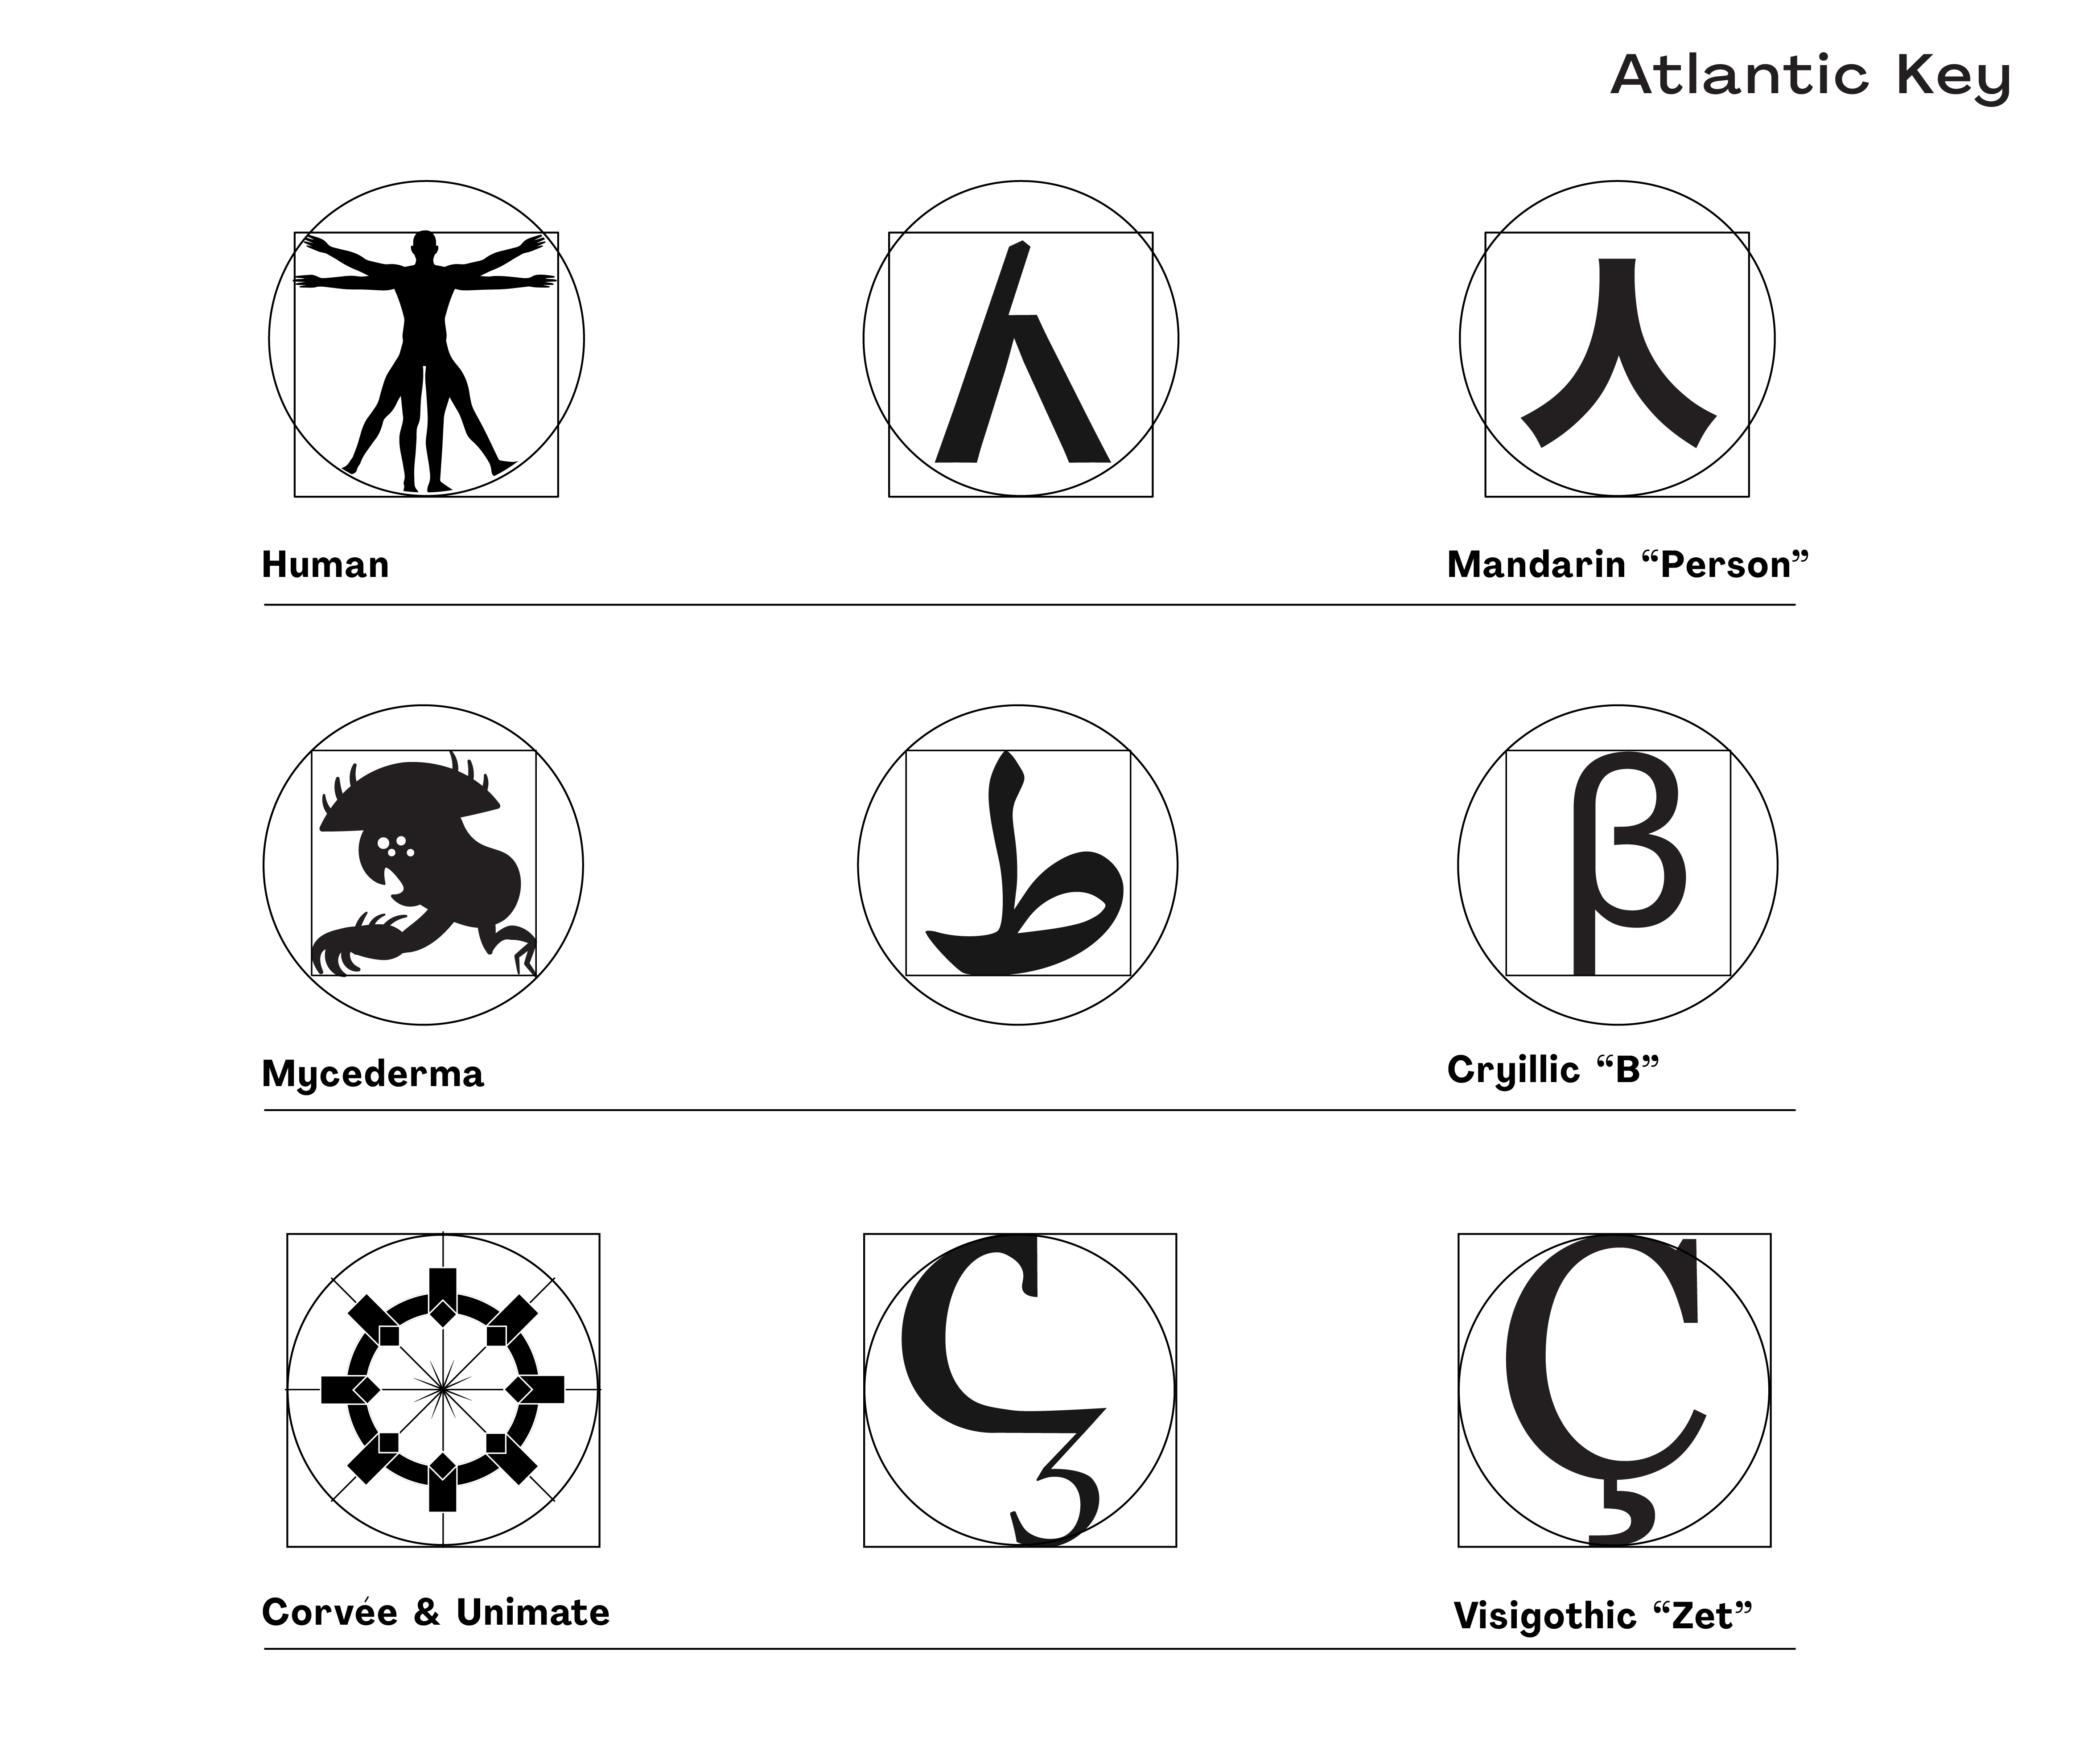 Atlantic Key
ʎ
人
Human
Mandarin “Person”
ط
β
Mycederma
Cryillic “B”
Ç
Corvée & Unimate
Visigothic “Zet”